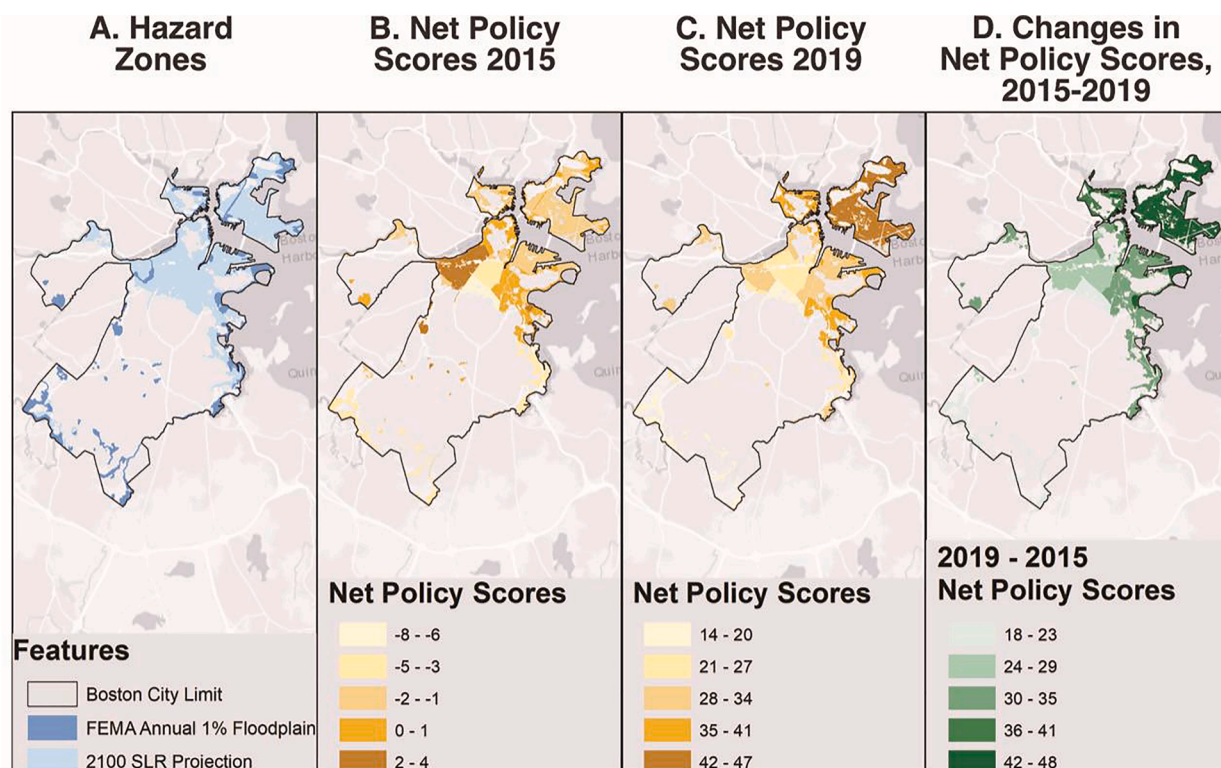 A. Hazard
Zones
B. Net Policy
Scores 2015
C. Net Policy
Scores 2019
D. Changes in
Net Policy Scores,
2015-2019
Features
Boston City Limit
FEMA Annual 1% Floodplain
2100 SLR Projection
Net Policy Scores
-8 - -6
-5 - -3
-2 - -1
0 - 1
2 - 4
Net Policy Scores
14 - 20
21 - 27
28 - 34
35 - 41
42 - 47
2019 - 2015
Net Policy Scores
18 - 23
24 - 29
30 - 35
36 - 41
42 - 48